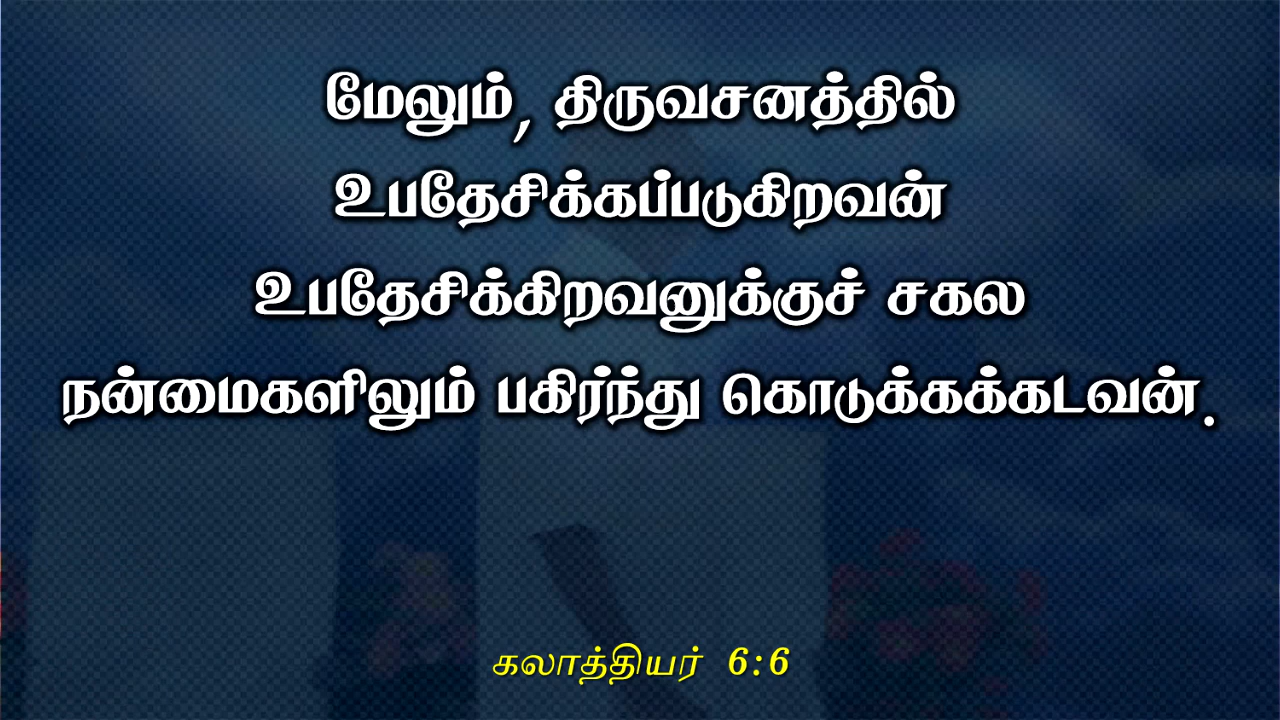 மேலும், திருவசனத்தில்
உபதேசிக்கப்படுகிறவன்
உபதேசிக்கிறவனுக்குச் சகல
நன்மைகளிலும் பகிர்ந்து கொடுக்கக்கடவன்.
கலாத்தியர் 6:6